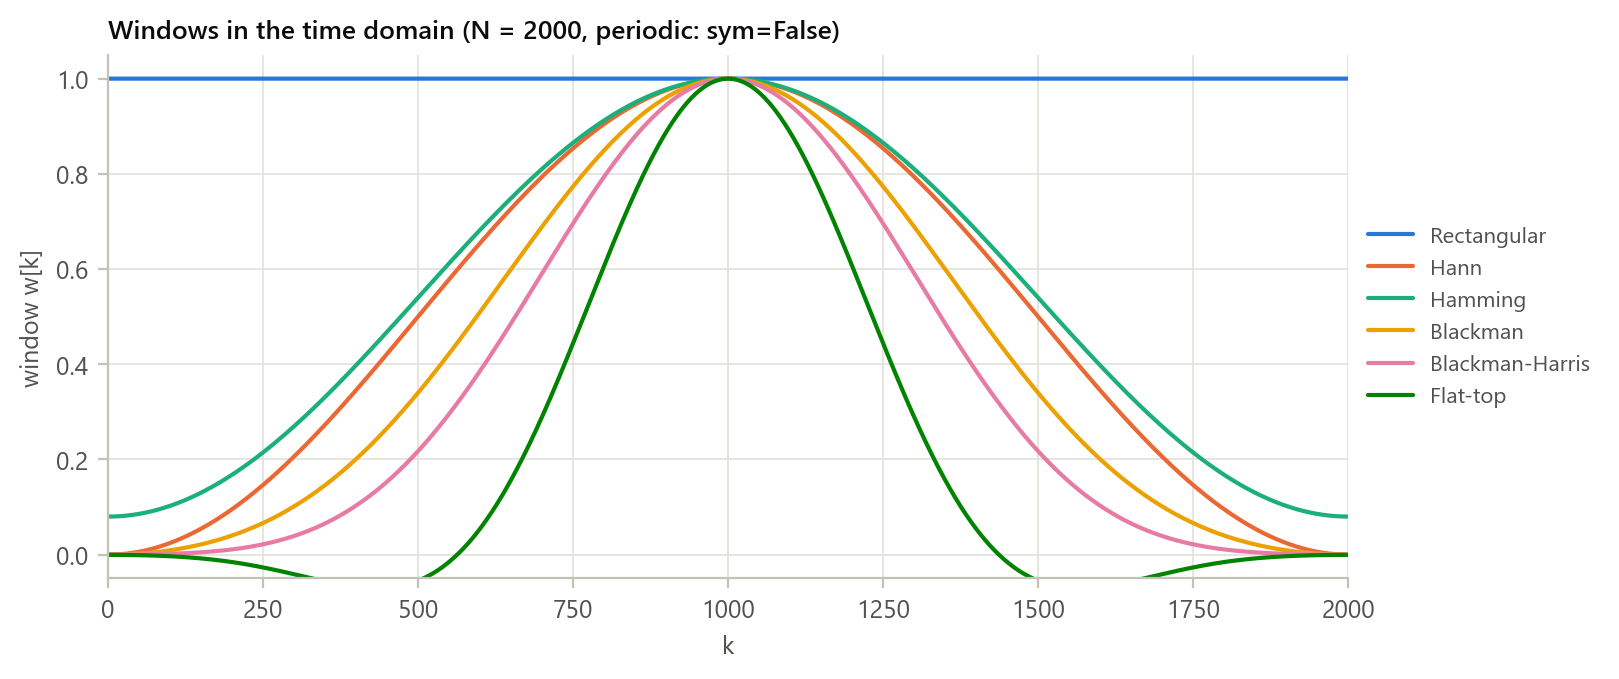 Windows in the time domain (N = 2000, periodic: sym=False)
window w[k]
1.0
0.8
0.6
0.4
0.2
0.0
0 250 500 750 1000 1250 1500 1750 2000
k
Rectangular
Hann
Hamming
Blackman
Blackman-Harris
Flat-top